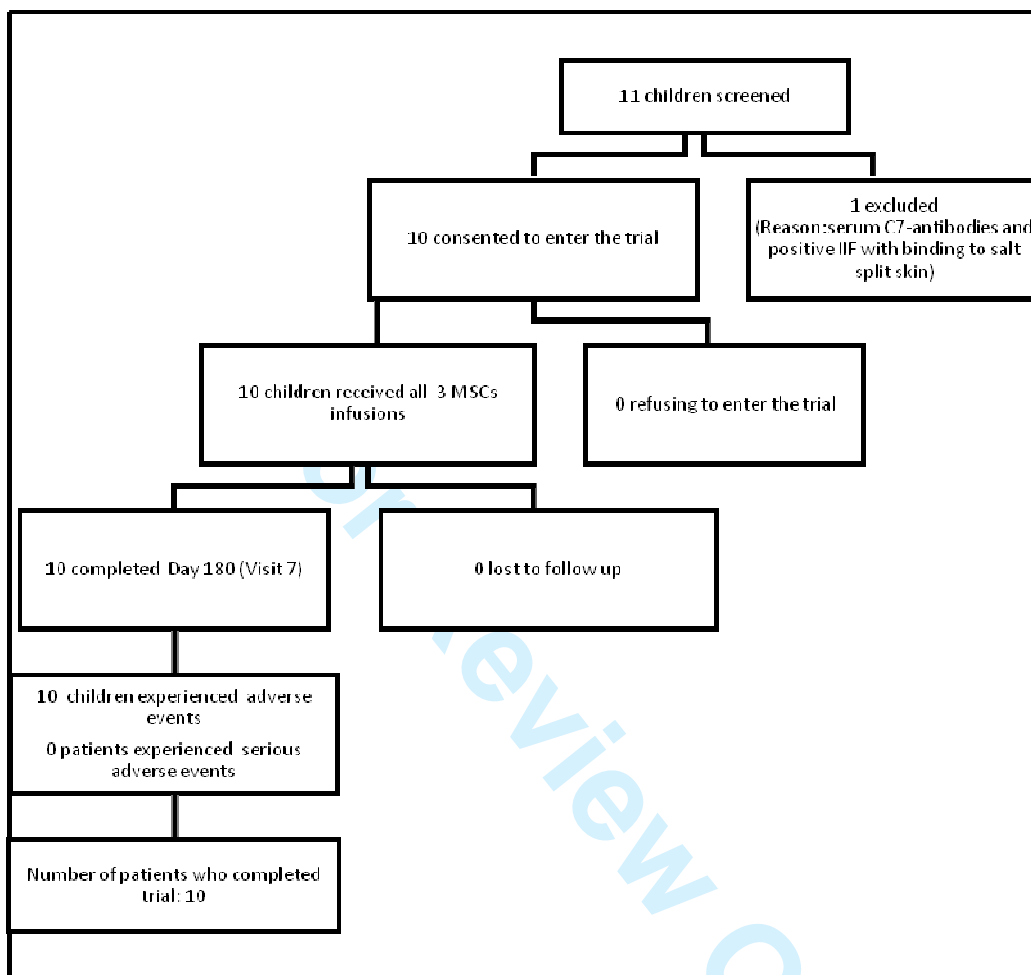 11 children screened
10 consented to enter the trial
1 excluded
(Reason:serum C7-antibodies and
positive IIF with binding to salt
split skin)
10 children received all 3 MSCs
infusions
0 refusing to enter the trial
10 completed Day 180 (Visit 7)
0 lost to follow up
10 children experienced adverse
events
0 patients experienced serious
adverse events
Number of patients who completed
trial: 10
Review